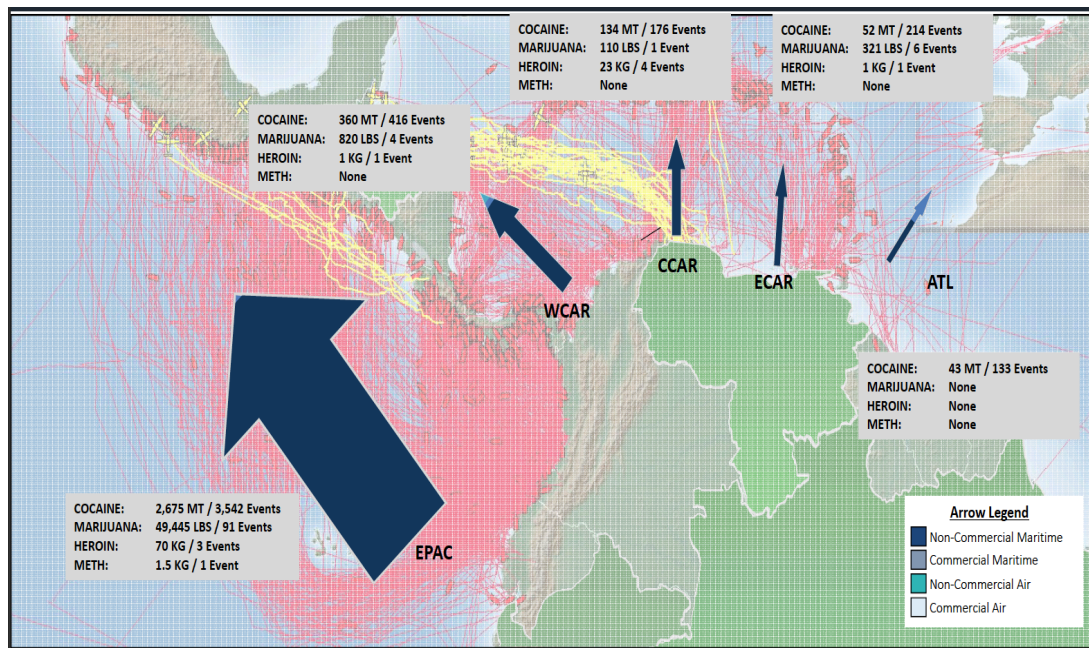 COCAINE: 134 MT / 176 Events
MARIJUANA: 110 LBS / 1 Event
HEROIN: 23 KG / 4 Events
METH: None
COCAINE: 52 MT / 214 Events
MARIJUANA: 321 LBS / 6 Events
HEROIN: 1 KG / 1 Event
METH: None
COCAINE: 360 MT / 416 Events
MARIJUANA: 820 LBS / 4 Events
HEROIN: 1 KG / 1 Event
METH: None
CCAR
ECAR
ATL
WCAR
COCAINE: 43 MT / 133 Events
MARIJUANA: None
HEROIN: None
METH: None
COCAINE: 2,675 MT / 3,542 Events
MARIJUANA: 49,445 LBS / 91 Events
HEROIN: 70 KG / 3 Events
METH: 1.5 KG / 1 Event
EPAC
Arrow Legend
Non-Commercial Maritime
Commercial Maritime
Non-Commercial Air
Commercial Air